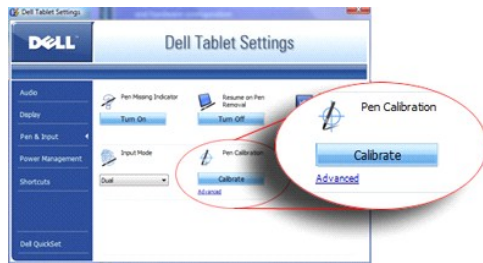 Dell Tablet Settings
DELL
Dell Tablet Settings
Audio
Display
Pen & Input
Power Management
Shortcuts
Dell QuickSet
Pen Missing Indicator
Turn On
Resume on Pen
Removal
Turn Off
Input Mode
Dual
Pen Calibration
Calibrate
Advanced
Pen Calibration
Calibrate
Advanced